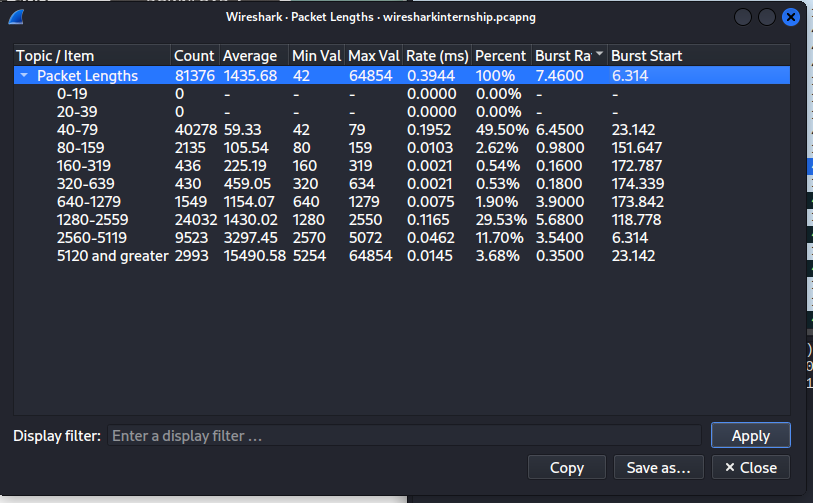 Wireshark · Packet Lengths · wiresharkinternship.pcapng
Topic / Item Count Average Min Val Max Val Rate (ms) Percent Burst Ra Burst Start
Packet Lengths 81376 1435.68 42 64854 0.3944 100% 7.4600 6.314
0-19 0 - - - 0.0000 0.00% - -
20-39 0 - - - 0.0000 0.00% - -
40-79 40278 59.33 42 79 0.1952 49.50% 6.4500 23.142
80-159 2135 105.54 80 159 0.0103 2.62% 0.9800 151.647
160-319 436 225.19 160 319 0.0021 0.54% 0.1600 172.787
320-639 430 459.05 320 634 0.0021 0.53% 0.1800 174.339
640-1279 1549 1154.07 640 1279 0.0075 1.90% 3.9000 173.842
1280-2559 24032 1430.02 1280 2550 0.1165 29.53% 5.6800 118.778
2560-5119 9523 3297.45 2570 5072 0.0462 11.70% 3.5400 6.314
5120 and greater 2993 15490.58 5254 64854 0.0145 3.68% 0.3500 23.142
Display filter: Enter a display filter … Apply
Copy Save as… × Close